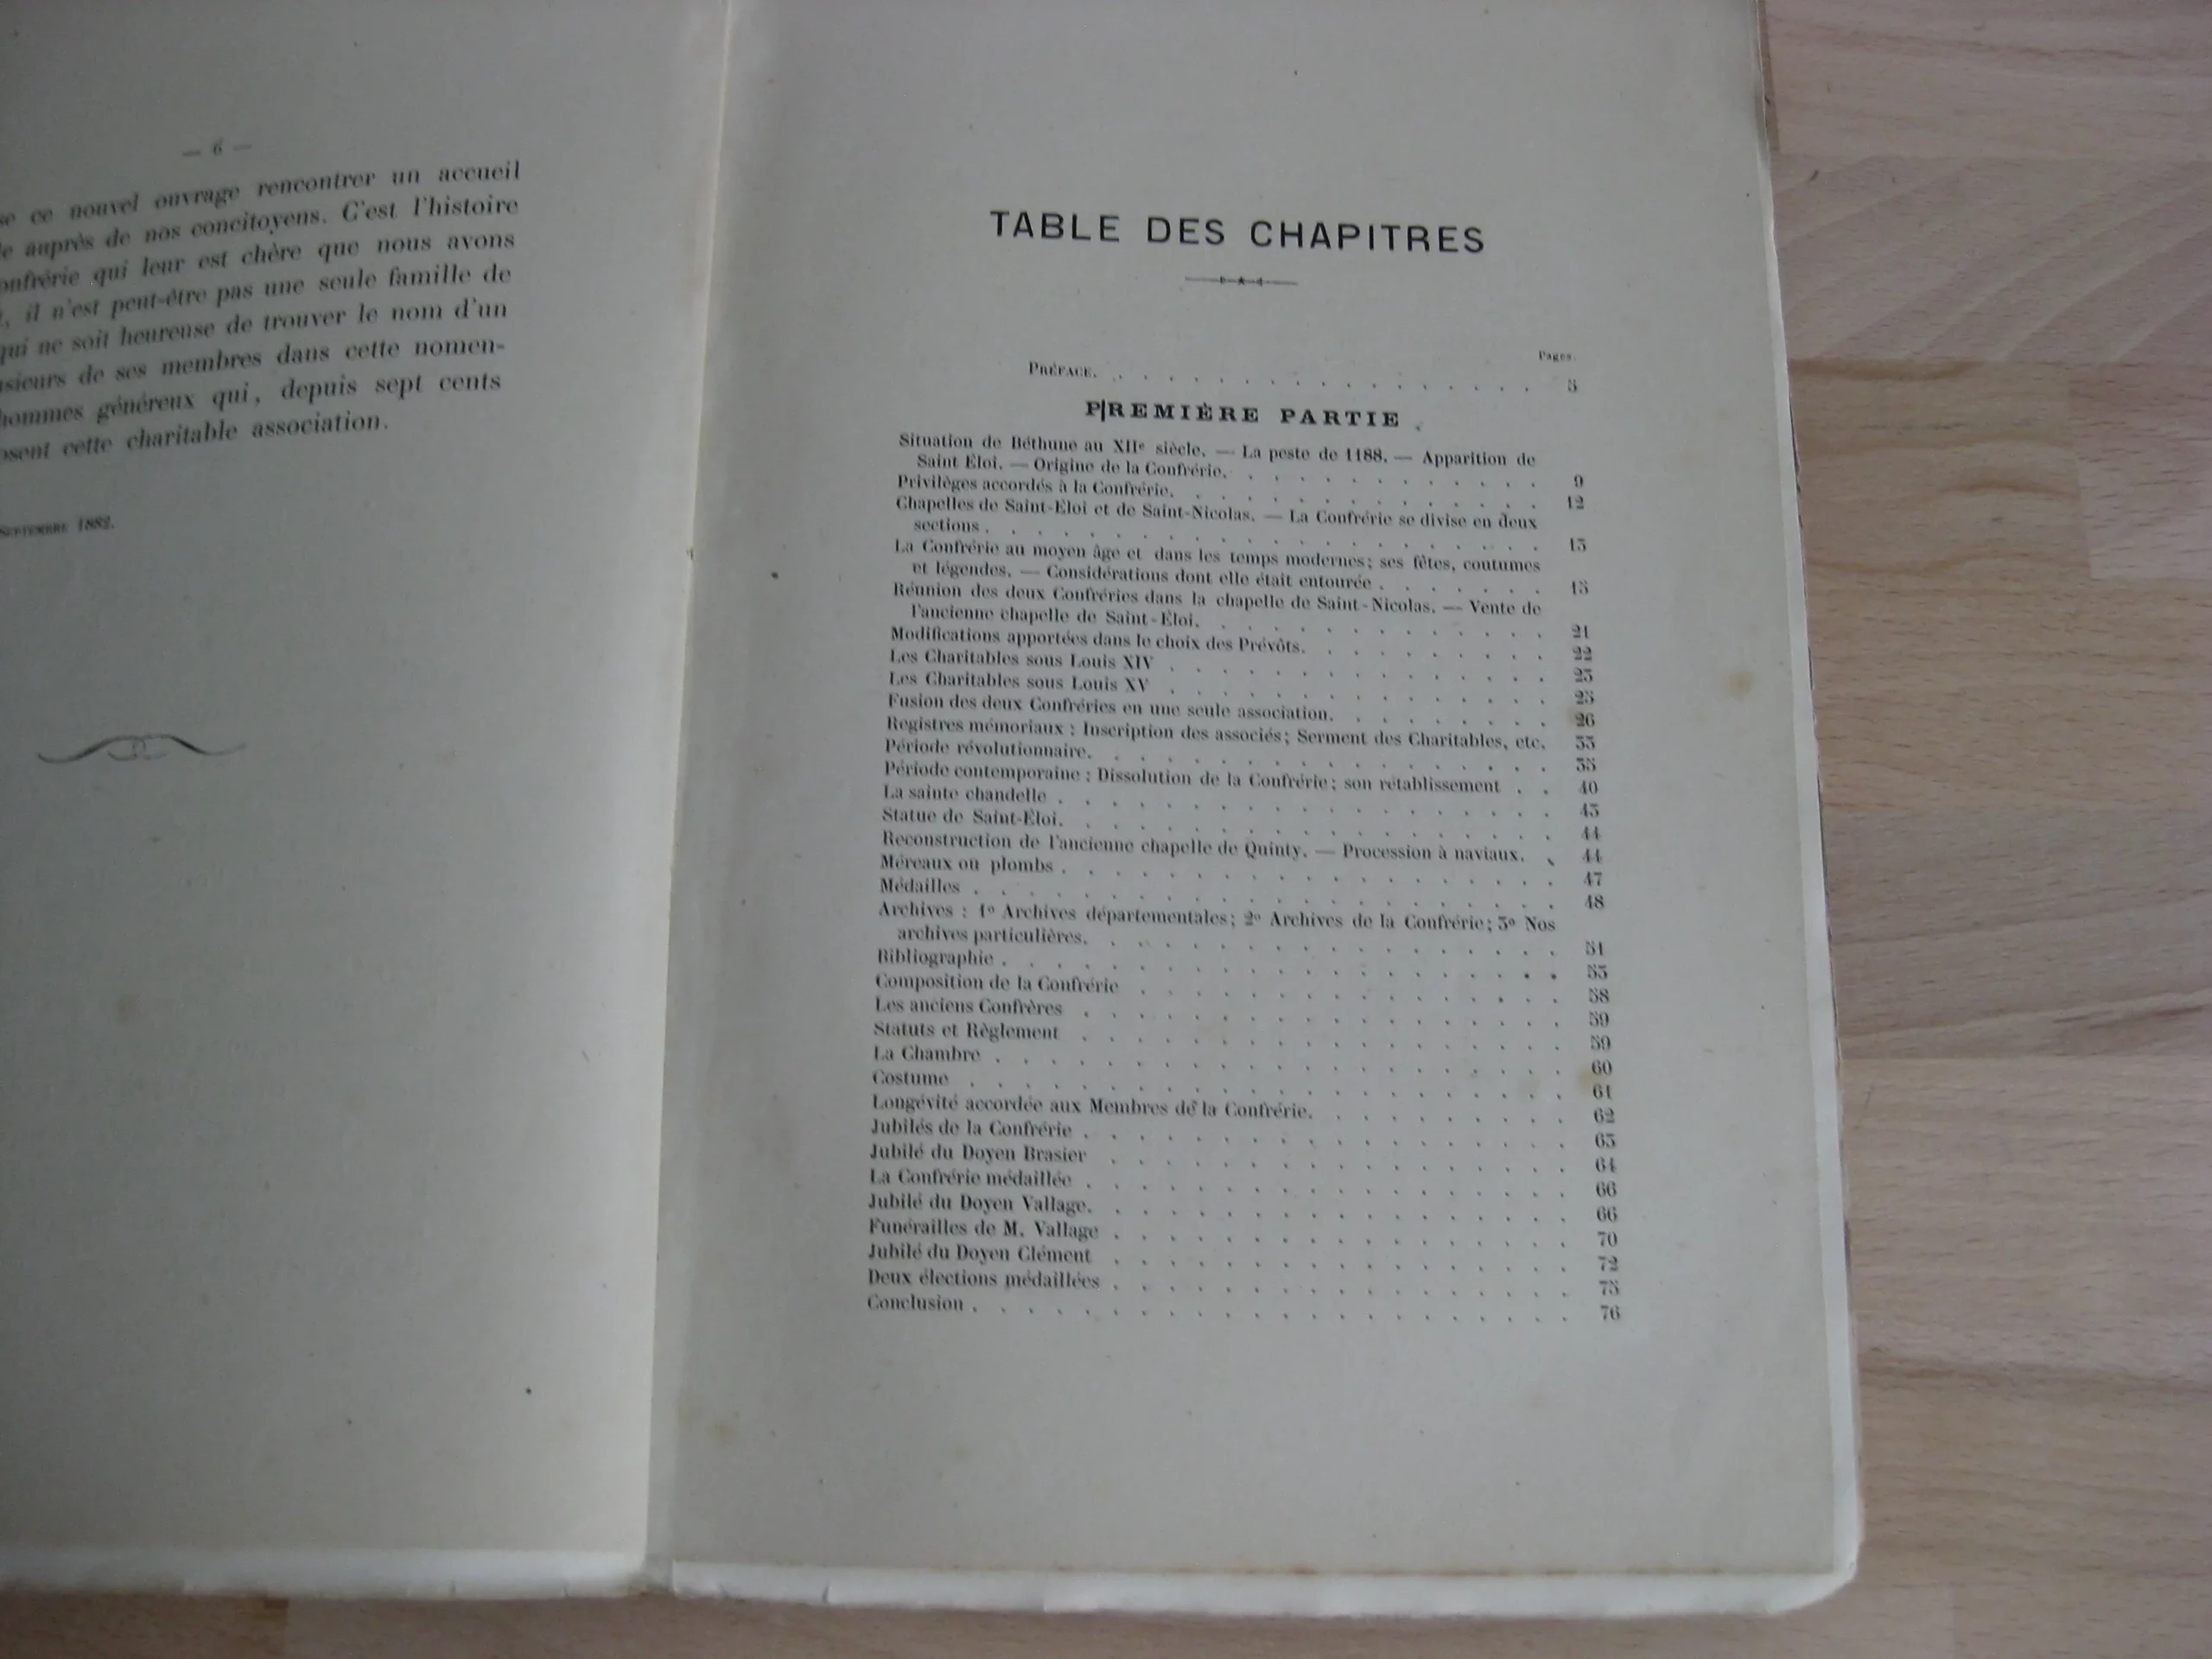 — 6 —
ce nouvel ouvrage rencontrer un accueil
auprès de nos concitoyens. C'est l'histoire
qui leur est chère que nous avons
il n'est peut-être pas une seule famille de
qui ne soit heureuse de trouver le nom d'un
de ses membres dans cette nomen-
hommes généreux qui, depuis sept cents
cette charitable association.
SEPTEMBRE 1882.
TABLE DES CHAPITRES
Pages.
PRÉFACE. . . . . . . . . . . . . . . . . 5
PREMIÈRE PARTIE
Situation de Béthune au XIIe siècle. — La peste de 1188. — Apparition de
Saint Éloi. — Origine de la Confrérie. . . . . . . . . . . . 9
Privilèges accordés à la Confrérie. . . . . . . . . . . . . . 12
Chapelles de Saint-Éloi et de Saint-Nicolas. — La Confrérie se divise en deux
sections . . . . . . . . . . . . . . . . . . . . . 13
La Confrérie au moyen âge et dans les temps modernes; ses fêtes, coutumes
et légendes. — Considérations dont elle était entourée . . . . . . . 15
Réunion des deux Confréries dans la chapelle de Saint-Nicolas. — Vente de
l'ancienne chapelle de Saint-Éloi. . . . . . . . . . . . . 21
Modifications apportées dans le choix des Prévôts. . . . . . . . . . 22
Les Charitables sous Louis XIV . . . . . . . . . . . . . . 23
Les Charitables sous Louis XV . . . . . . . . . . . . . . 25
Fusion des deux Confréries en une seule association. . . . . . . . . 26
Registres mémoriaux : Inscription des associés; Serment des Charitables, etc. 33
Période révolutionnaire. . . . . . . . . . . . . . . . . 35
Période contemporaine : Dissolution de la Confrérie; son rétablissement . . 40
La sainte chandelle . . . . . . . . . . . . . . . . . . 43
Statue de Saint-Éloi. . . . . . . . . . . . . . . . . . 44
Reconstruction de l'ancienne chapelle de Quinty. — Procession à naviaux. . 44
Méreaux ou plombs . . . . . . . . . . . . . . . . . . 47
Médailles . . . . . . . . . . . . . . . . . . . . . 48
Archives : 1o Archives départementales; 2o Archives de la Confrérie; 3o Nos
archives particulières. . . . . . . . . . . . . . . . . 51
Bibliographie . . . . . . . . . . . . . . . . . . . . 53
Composition de la Confrérie . . . . . . . . . . . . . . . 58
Les anciens Confrères . . . . . . . . . . . . . . . . . 59
Statuts et Règlement . . . . . . . . . . . . . . . . . 59
La Chambre . . . . . . . . . . . . . . . . . . . . 60
Costume . . . . . . . . . . . . . . . . . . . . . 61
Longévité accordée aux Membres de la Confrérie. . . . . . . . . . 62
Jubilés de la Confrérie . . . . . . . . . . . . . . . . . 63
Jubilé du Doyen Brasier . . . . . . . . . . . . . . . . 64
La Confrérie médaillée . . . . . . . . . . . . . . . . . 66
Jubilé du Doyen Vallage. . . . . . . . . . . . . . . . . 66
Funérailles de M. Vallage . . . . . . . . . . . . . . . . 70
Jubilé du Doyen Clément . . . . . . . . . . . . . . . . 72
Deux élections médaillées . . . . . . . . . . . . . . . . 75
Conclusion . . . . . . . . . . . . . . . . . . . . . 76